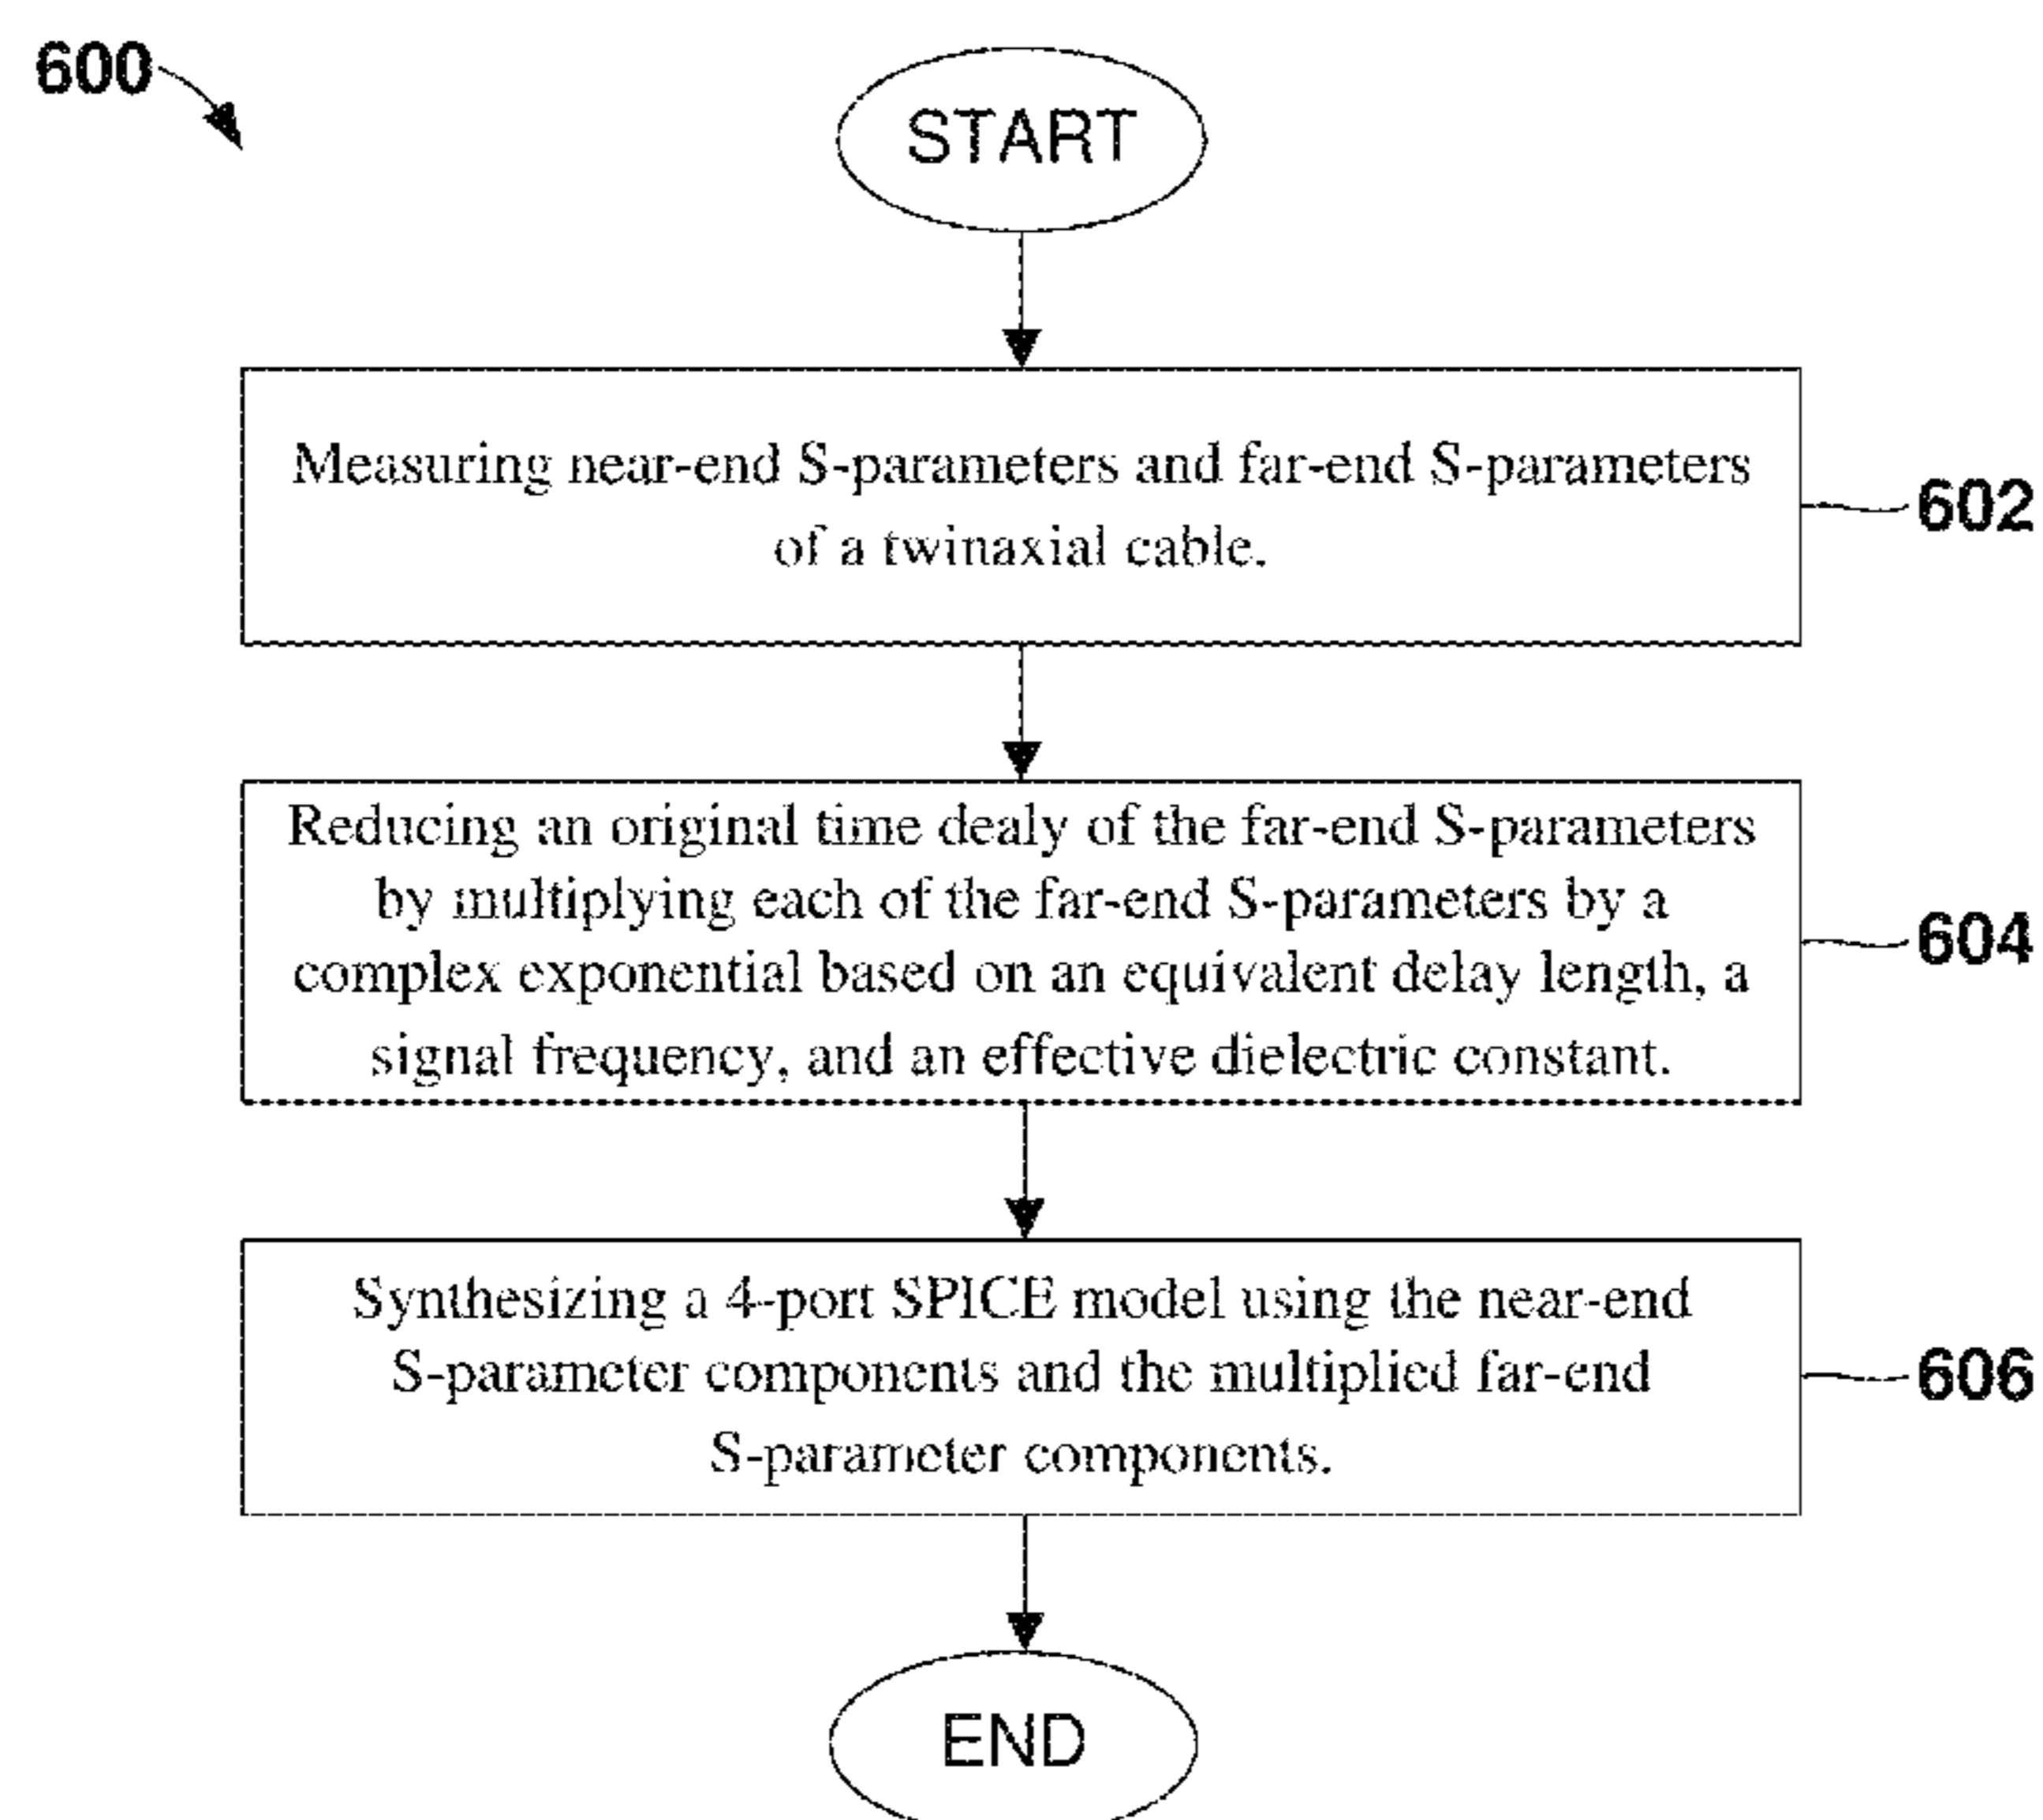 600
START
Measuring near-end S-parameters and far-end S-parameters
of a twinaxial cable.
602
Reducing an original time dealy of the far-end S-parameters
by multiplying each of the far-end S-parameters by a
complex exponential based on an equivalent delay length, a
signal frequency, and an effective dielectric constant.
604
Synthesizing a 4-port SPICE model using the near-end
S-parameter components and the multiplied far-end
S-parameter components.
606
END